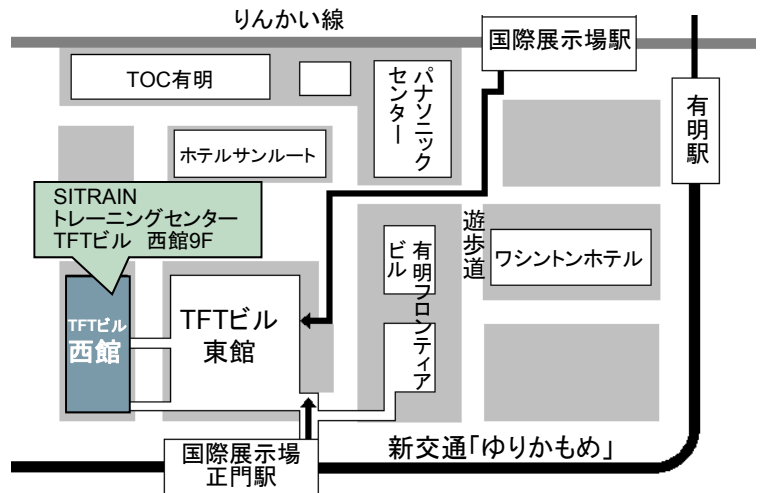 りんかい線
国際展示場駅
TOC有明
パナソニック
センター
有明駅
ホテルサンルート
SITRAIN
トレーニングセンター
TFTビル 西館9F
遊歩道
有明フロンティア
ビル
ワシントンホテル
TFTビル
西館
TFTビル
東館
国際展示場
正門駅
新交通「ゆりかもめ」